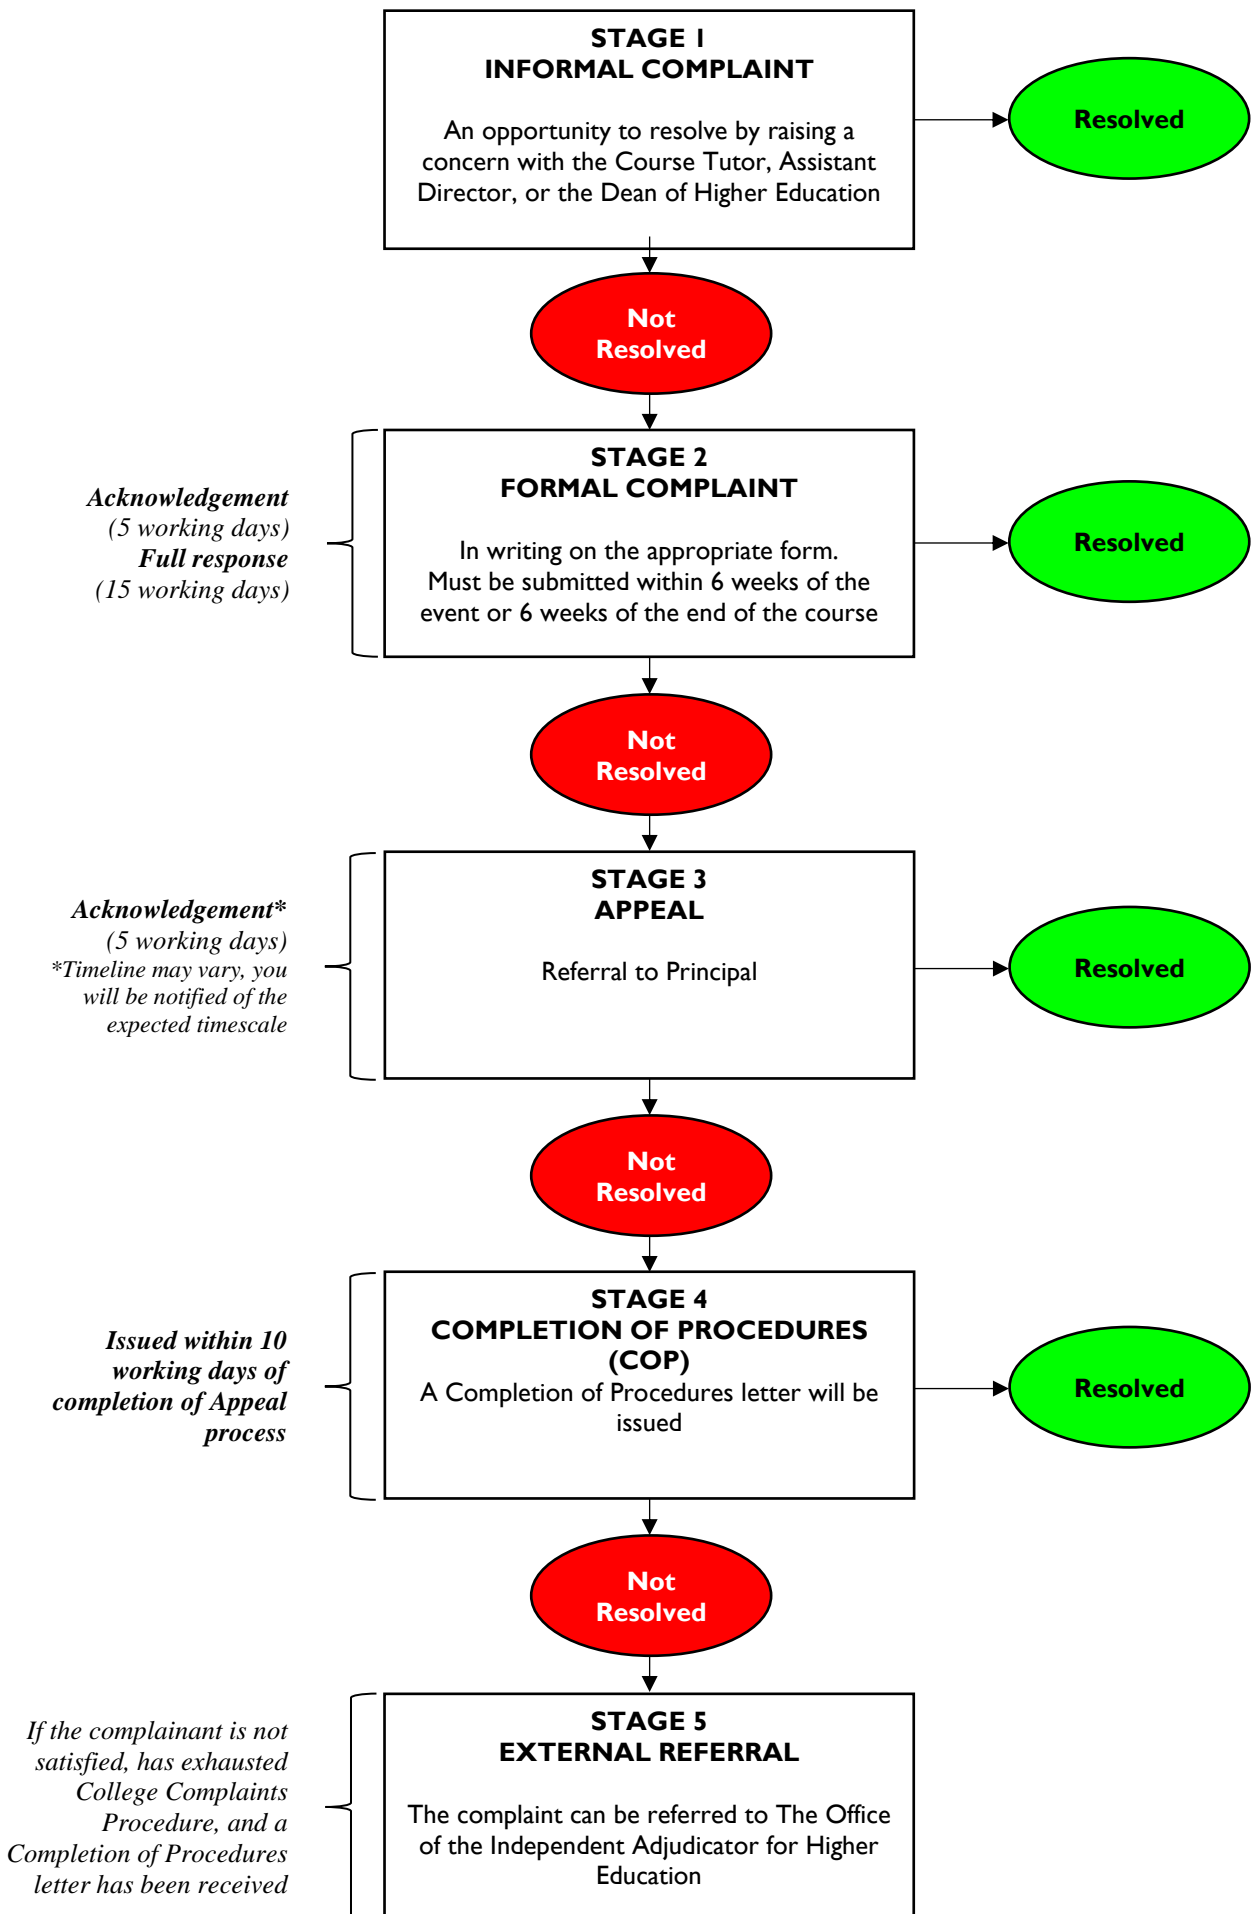 STAGE 1
INFORMAL COMPLAINT
An opportunity to resolve by raising a
concern with the Course Tutor, Assistant
Director, or the Dean of Higher Education
Resolved
Not
Resolved
Acknowledgement
(5 working days)
Full response
(15 working days)
STAGE 2
FORMAL COMPLAINT
In writing on the appropriate form.
Must be submitted within 6 weeks of the
event or 6 weeks of the end of the course
Resolved
Not
Resolved
Acknowledgement*
(5 working days)
*Timeline may vary, you
will be notified of the
expected timescale
STAGE 3
APPEAL
Referral to Principal
Resolved
Not
Resolved
Issued within 10
working days of
completion of Appeal
process
STAGE 4
COMPLETION OF PROCEDURES
(COP)
A Completion of Procedures letter will be
issued
Resolved
Not
Resolved
If the complainant is not
satisfied, has exhausted
College Complaints
Procedure, and a
Completion of Procedures
letter has been received
STAGE 5
EXTERNAL REFERRAL
The complaint can be referred to The Office
of the Independent Adjudicator for Higher
Education